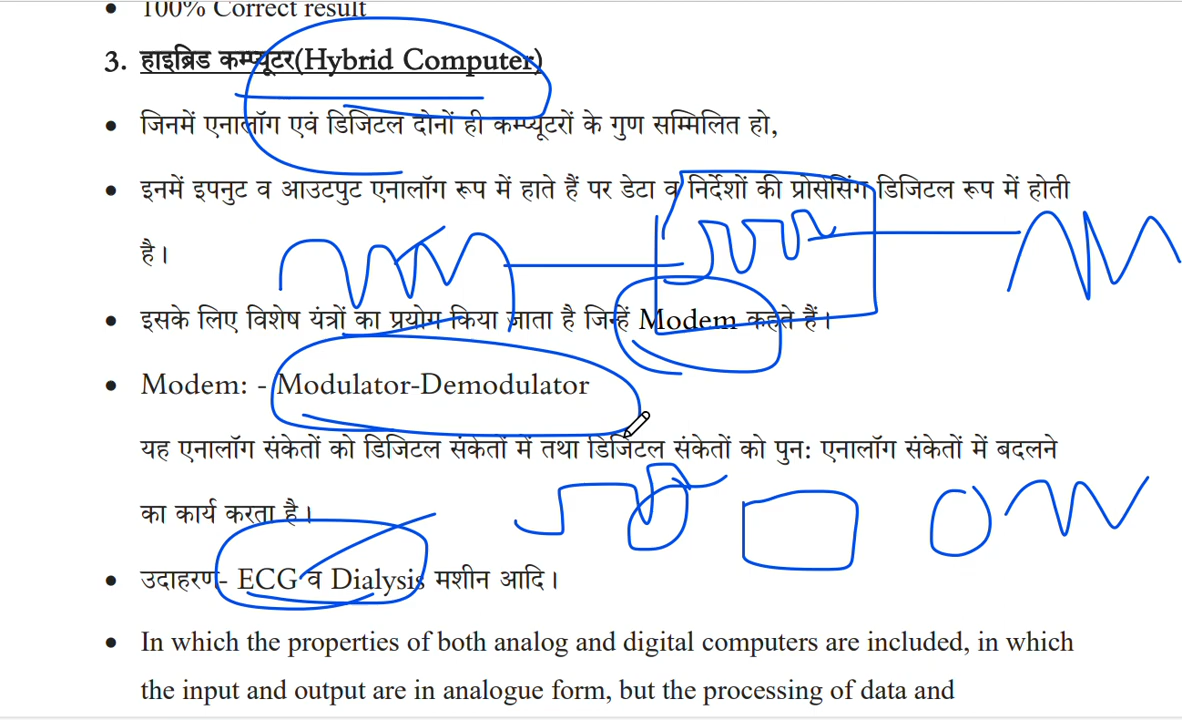 • 100% Correct result
3. हाइब्रिड कम्प्यूटर(Hybrid Computer)
• जिनमें एनालॉग एवं डिजिटल दोनों ही कम्प्यूटरों के गुण सम्मिलित हो,
• इनमें इपनुट व आउटपुट एनालॉग रूप में हाते हैं पर डेटा व निर्देशों की प्रोसेसिंग डिजिटल रूप में होती
है।
• इसके लिए विशेष यंत्रों का प्रयोग किया जाता है जिन्हें Modem कहते हैं।
• Modem: - Modulator-Demodulator
यह एनालॉग संकेतों को डिजिटल संकेतों में तथा डिजिटल संकेतों को पुन: एनालॉग संकेतों में बदलने
का कार्य करता है।
• उदाहरण- ECG व Dialysis मशीन आदि।
• In which the properties of both analog and digital computers are included, in which
the input and output are in analogue form, but the processing of data and